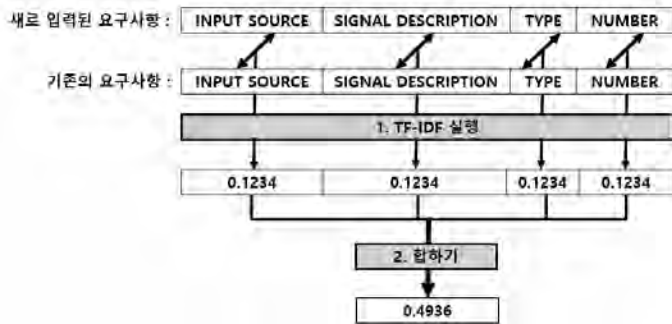 새로 입력된 요구사항 : INPUT SOURCE SIGNAL DESCRIPTION TYPE NUMBER
기존의 요구사항 : INPUT SOURCE SIGNAL DESCRIPTION TYPE NUMBER
1. TF-IDF 실행
0.1234 0.1234 0.1234 0.1234
2. 합하기
0.4936